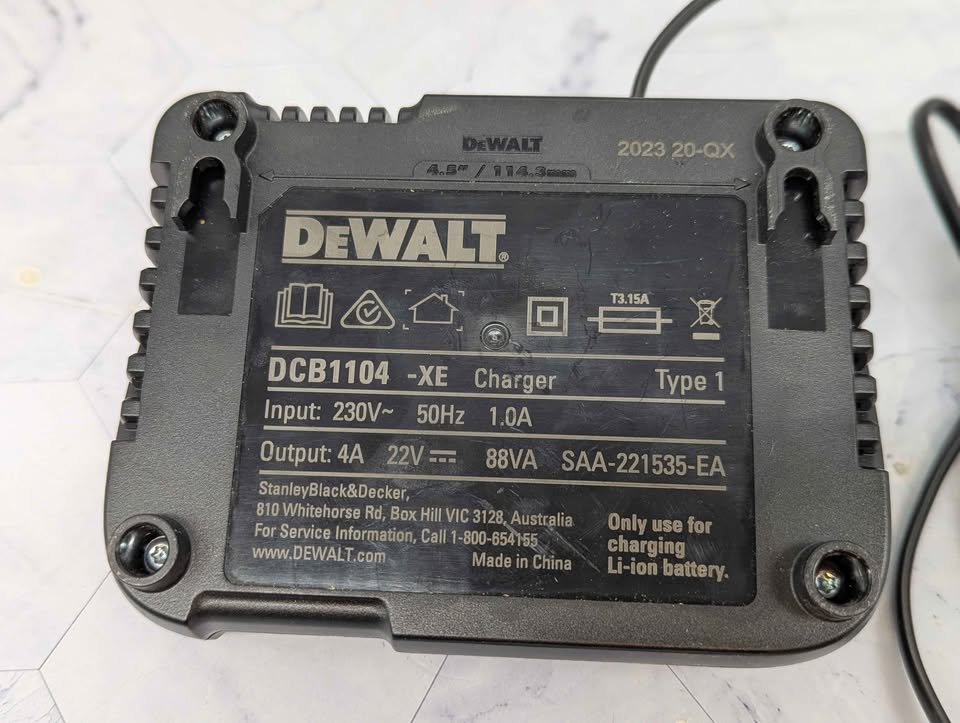 DEWALT
2023 20-QX
4.5" / 114.3mm
DEWALT®
T3.15A
DCB1104 -XE Charger Type 1
Input: 230V~ 50Hz 1.0A
Output: 4A 22V⎓ 88VA SAA-221535-EA
StanleyBlack&Decker,
810 Whitehorse Rd, Box Hill VIC 3128, Australia
For Service Information, Call 1-800-654155
www.DEWALT.com
Made in China
Only use for
charging
Li-ion battery.